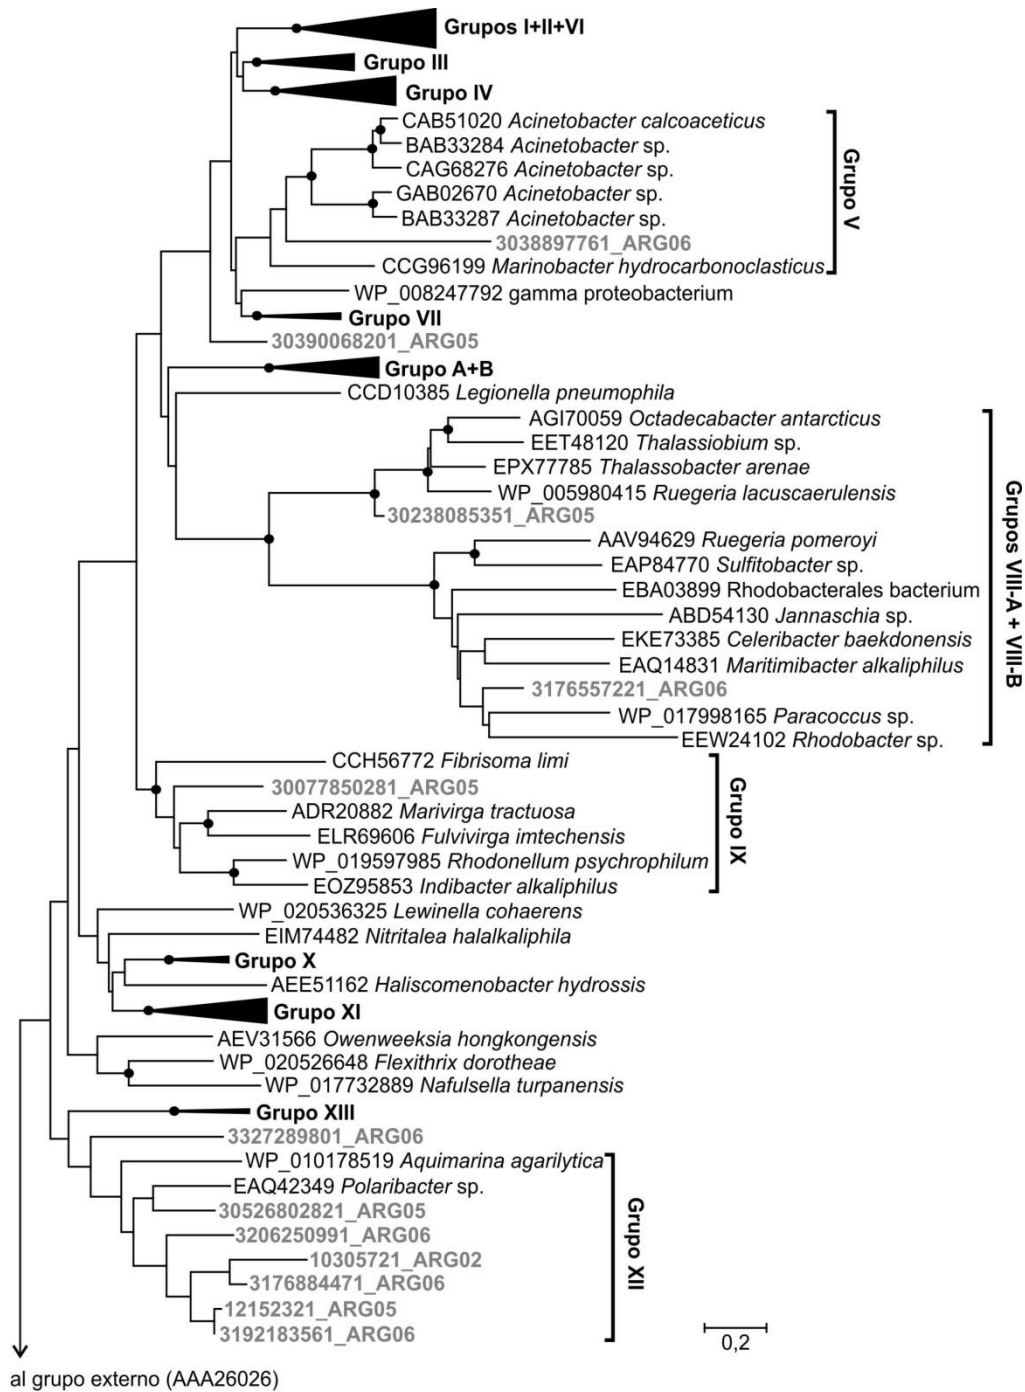 Grupos I+II+VI
Grupo III
Grupo IV
CAB51020 Acinetobacter calcoaceticus
BAB33284 Acinetobacter sp.
CAG68276 Acinetobacter sp.
GAB02670 Acinetobacter sp.
BAB33287 Acinetobacter sp.
3038897761_ARG06
CCG96199 Marinobacter hydrocarbonoclasticus
Grupo V
WP_008247792 gamma proteobacterium
Grupo VII
30390068201_ARG05
Grupo A+B
CCD10385 Legionella pneumophila
AGI70059 Octadecabacter antarcticus
EET48120 Thalassiobium sp.
EPX77785 Thalassobacter arenae
WP_005980415 Ruegeria lacuscaerulensis
30238085351_ARG05
AAV94629 Ruegeria pomeroyi
EAP84770 Sulfitobacter sp.
EBA03899 Rhodobacterales bacterium
ABD54130 Jannaschia sp.
EKE73385 Celeribacter baekdonensis
EAQ14831 Maritimibacter alkaliphilus
3176557221_ARG06
WP_017998165 Paracoccus sp.
EEW24102 Rhodobacter sp.
Grupos VIII-A + VIII-B
CCH56772 Fibrisoma limi
30077850281_ARG05
ADR20882 Marivirga tractuosa
ELR69606 Fulvivirga imtechensis
WP_019597985 Rhodonellum psychrophilum
EOZ95853 Indibacter alkaliphilus
Grupo IX
WP_020536325 Lewinella cohaerens
EIM74482 Nitritalea halalkaliphila
Grupo X
AEE51162 Haliscomenobacter hydrossis
Grupo XI
AEV31566 Owenweeksia hongkongensis
WP_020526648 Flexithrix dorotheae
WP_017732889 Nafulsella turpanensis
Grupo XIII
3327289801_ARG06
WP_010178519 Aquimarina agarilytica
EAQ42349 Polaribacter sp.
30526802821_ARG05
3206250991_ARG06
10305721_ARG02
3176884471_ARG06
12152321_ARG05
3192183561_ARG06
Grupo XII
0,2
al grupo externo (AAA26026)